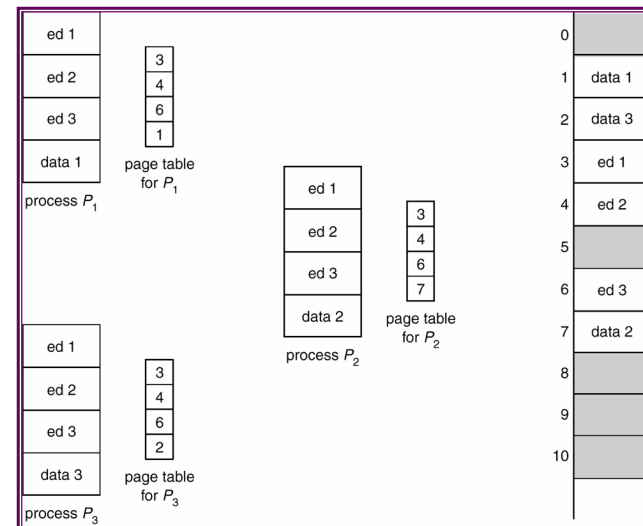 ed 1
ed 2
ed 3
data 1
process P1
3
4
6
1
page table
for P1
ed 1
ed 2
ed 3
data 2
process P2
3
4
6
7
page table
for P2
ed 1
ed 2
ed 3
data 3
process P3
3
4
6
2
page table
for P3
0
1 data 1
2 data 3
3 ed 1
4 ed 2
5
6 ed 3
7 data 2
8
9
10